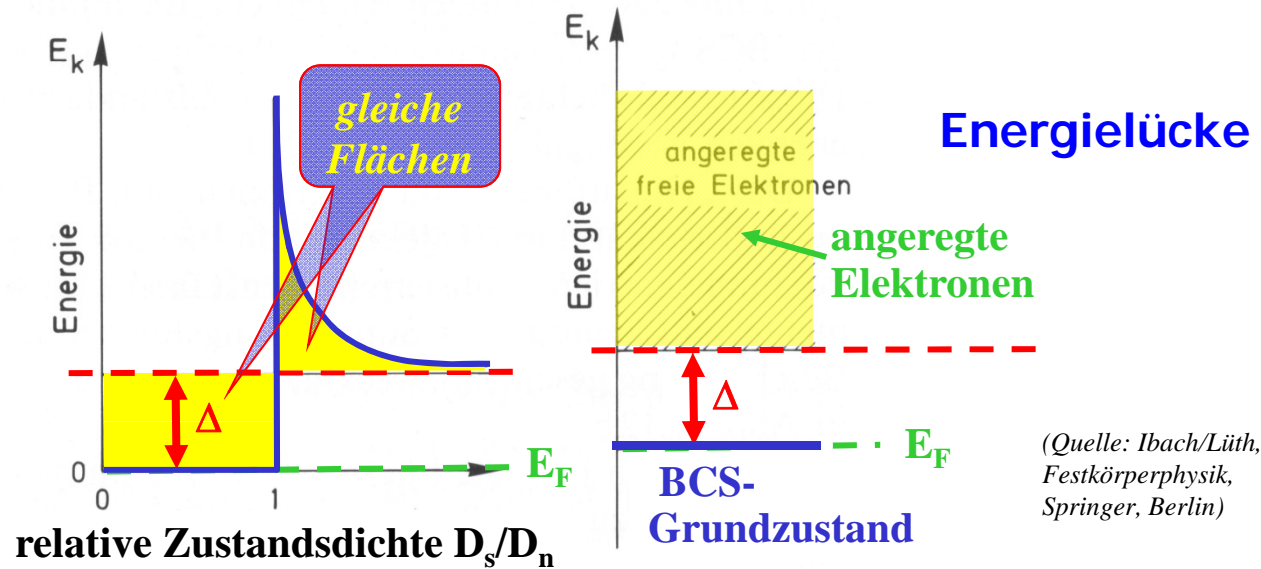 E_k
gleiche
Flächen
Energie
Δ
0
0
1
E_F
relative Zustandsdichte D_s/D_n
E_k
angeregte
freie Elektronen
Energie
angeregte
Elektronen
Δ
E_F
BCS-
Grundzustand
Energielücke
(Quelle: Ibach/Lüth,
Festkörperphysik,
Springer, Berlin)